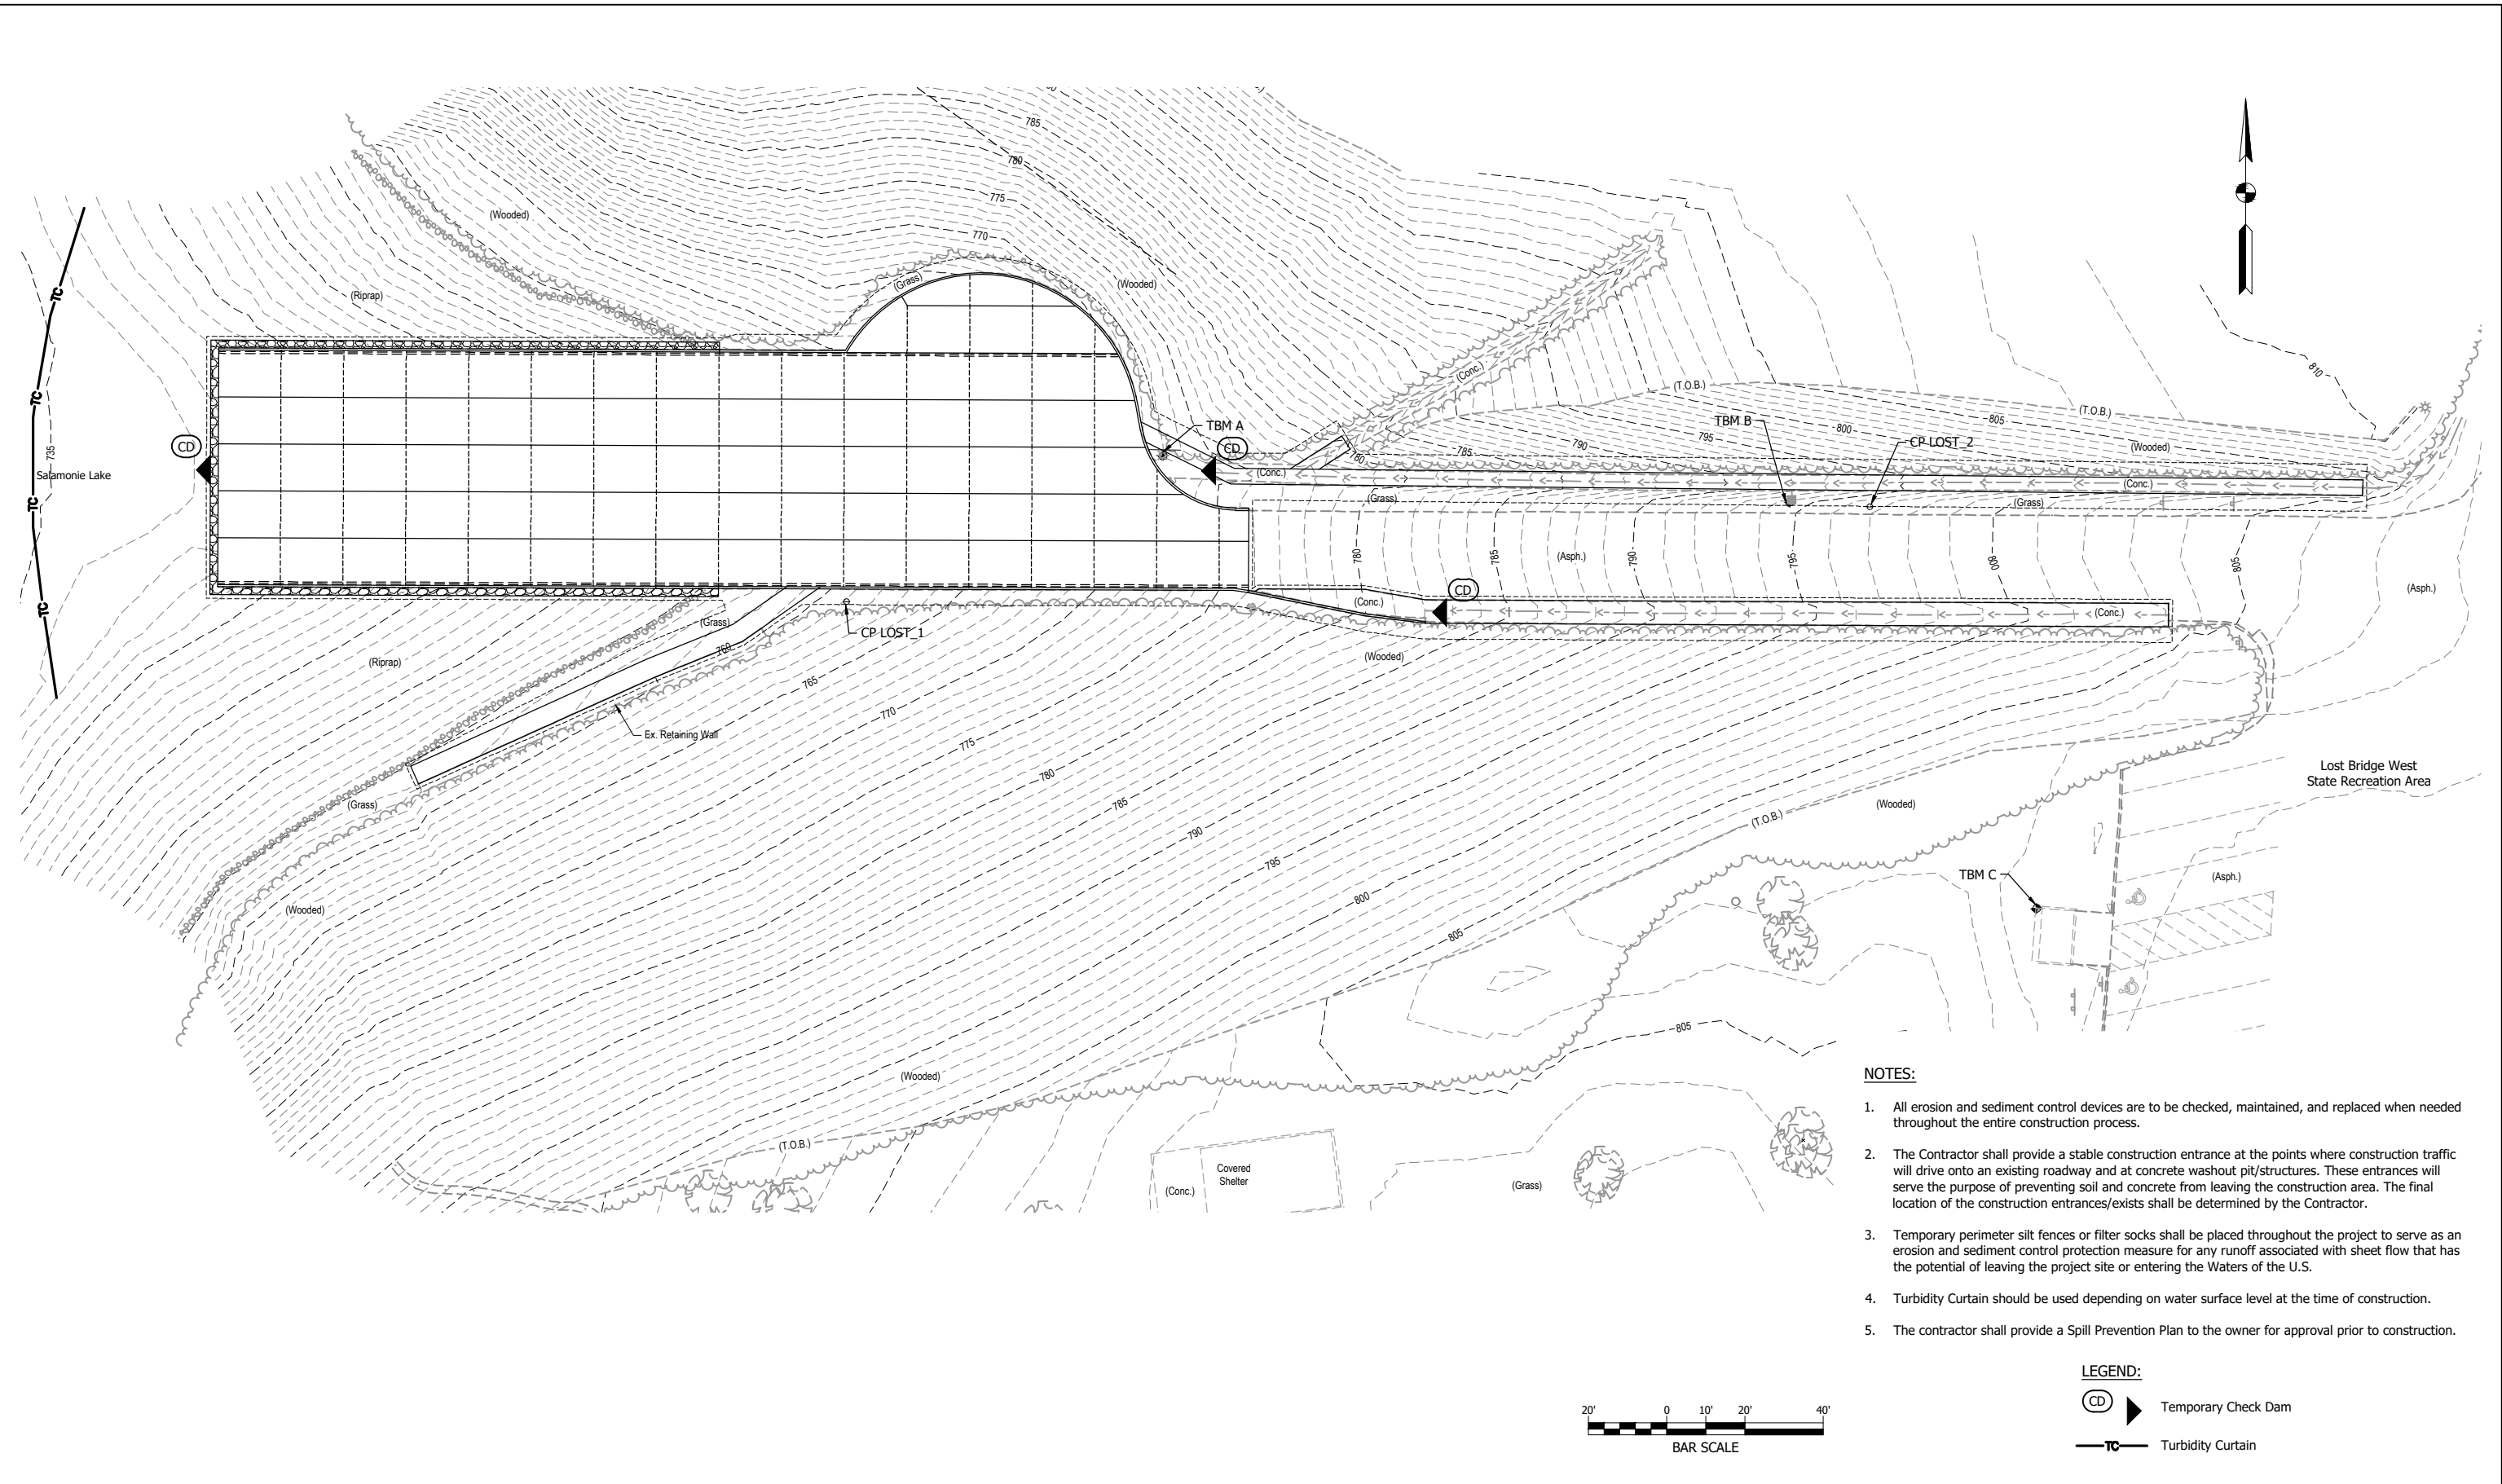 785
780
775
770
(Wooded)
(Riprap)
(Grass)
(Wooded)
810
(Conc.)
(T.O.B.)
(T.O.B.)
TBM A
CD
TBM B
800
805
CP LOST_2
795
790
785
780
(Wooded)
CD
735
Salamonie Lake
(Conc.)
(Conc.)
(Grass)
(Grass)
780
785
(Asph.)
790
795
800
805
(Asph.)
CD
(Conc.)
(Conc.)
TC
TC
TC
TC
(Grass)
CP LOST_1
760
(Riprap)
(Wooded)
765
770
Ex. Retaining Wall
775
780
785
790
795
800
805
(Grass)
(Wooded)
(T.O.B.)
(Wooded)
Lost Bridge West
State Recreation Area
TBM C
(Asph.)
805
(Wooded)
(T.O.B.)
Covered
Shelter
(Conc.)
(Grass)
NOTES:
1. All erosion and sediment control devices are to be checked, maintained, and replaced when needed
throughout the entire construction process.
2. The Contractor shall provide a stable construction entrance at the points where construction traffic
will drive onto an existing roadway and at concrete washout pit/structures. These entrances will
serve the purpose of preventing soil and concrete from leaving the construction area. The final
location of the construction entrances/exists shall be determined by the Contractor.
3. Temporary perimeter silt fences or filter socks shall be placed throughout the project to serve as an
erosion and sediment control protection measure for any runoff associated with sheet flow that has
the potential of leaving the project site or entering the Waters of the U.S.
4. Turbidity Curtain should be used depending on water surface level at the time of construction.
5. The contractor shall provide a Spill Prevention Plan to the owner for approval prior to construction.
LEGEND:
CD Temporary Check Dam
TC Turbidity Curtain
20' 0 10' 20' 40'
BAR SCALE